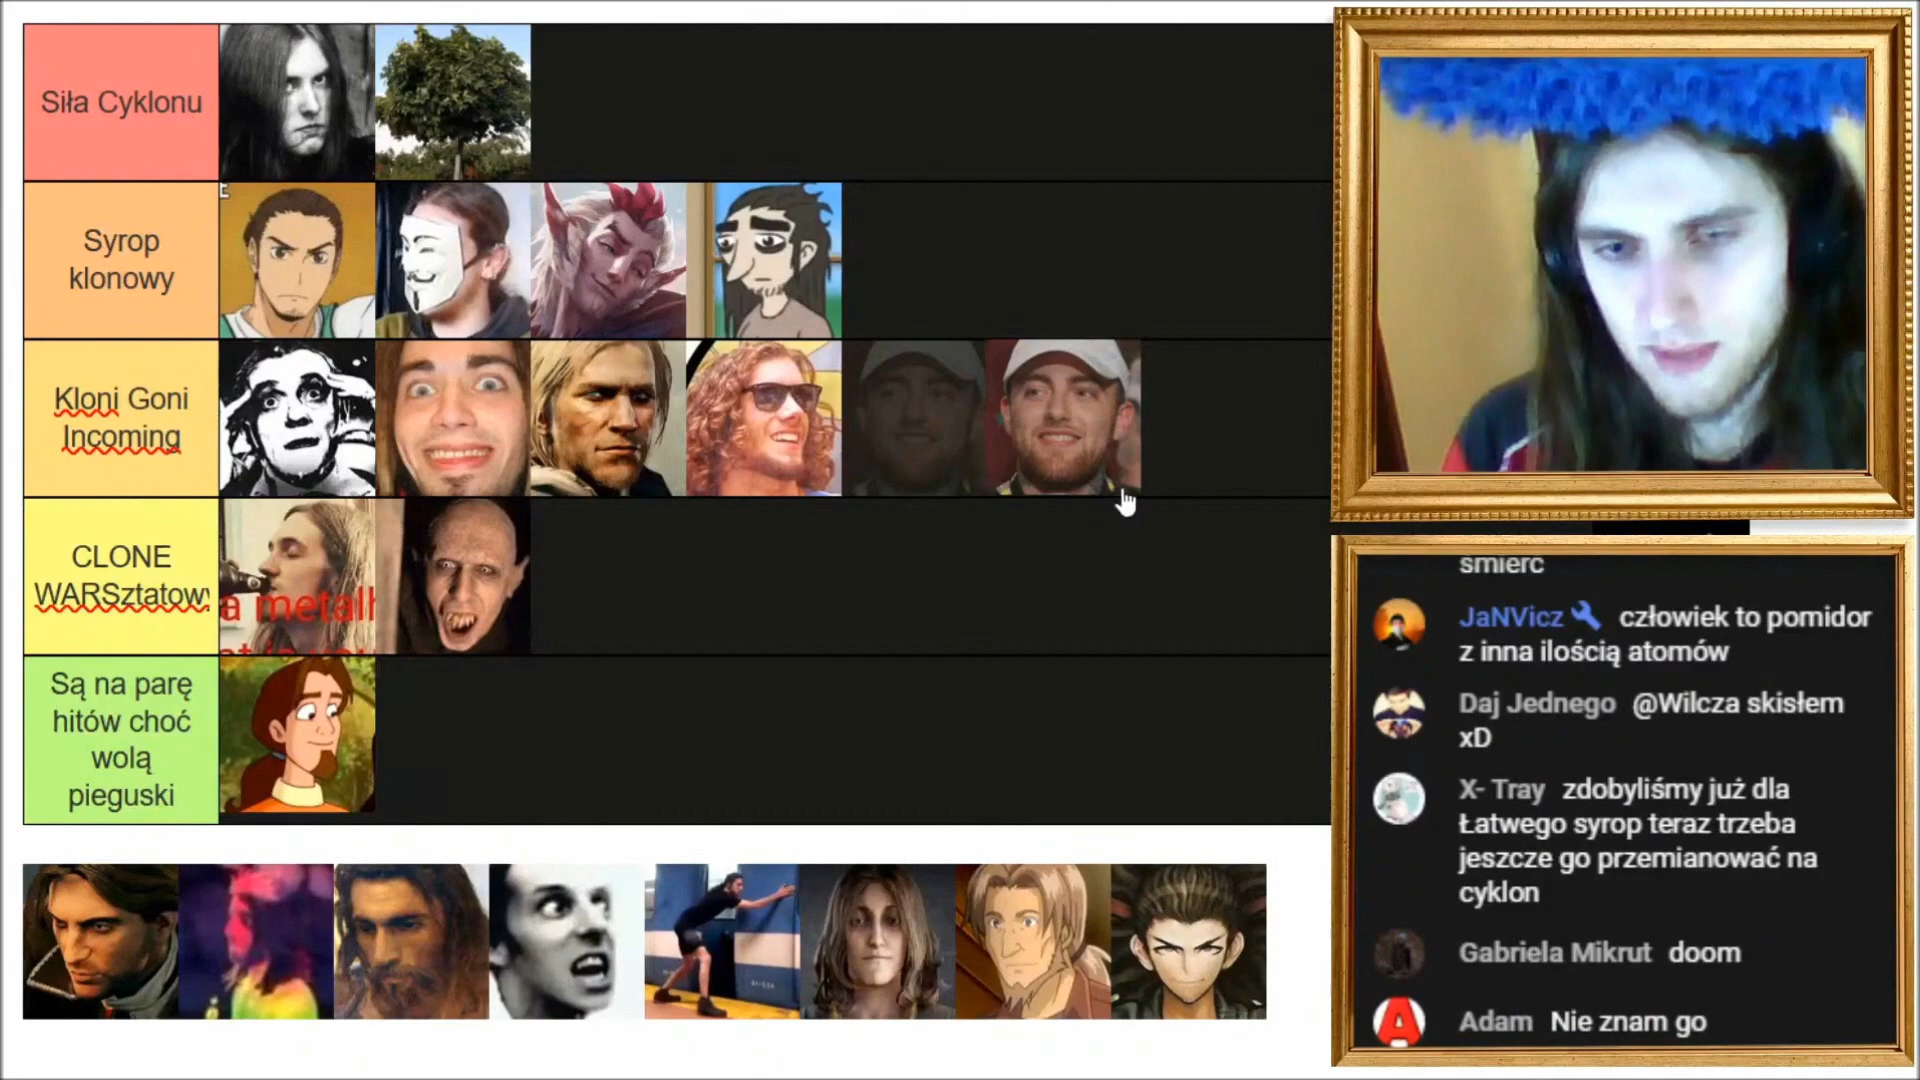 Siła Cyklonu
Syrop
klonowy
Kloni Goni
Incoming
CLONE
WARSztatowy
a metalh
Są na parę
hitów choć
wolą
pieguski
śmierc
JaNVicz człowiek to pomidor
z inna ilością atomów
Daj Jednego @Wilcza skisłem
xD
X- Tray zdobyliśmy już dla
Łatwego syrop teraz trzeba
jeszcze go przemianować na
cyklon
Gabriela Mikrut doom
A
Adam Nie znam go